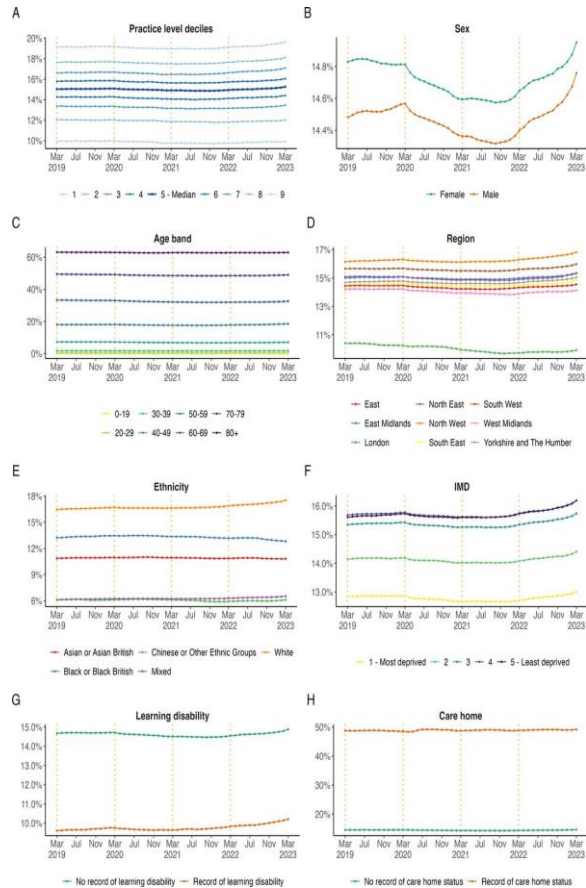 A
Practice level deciles
20%
18%
16%
14%
12%
10%
Mar Jul Nov Mar Jul Nov Mar Jul Nov Mar Jul Nov Mar
2019 2020 2021 2022 2023
1 2 3 4 5 - Median 6 7 8 9
B
Sex
14.8%
14.6%
14.4%
Mar Jul Nov Mar Jul Nov Mar Jul Nov Mar Jul Nov Mar
2019 2020 2021 2022 2023
Female Male
C
Age band
60%
40%
20%
0%
Mar Jul Nov Mar Jul Nov Mar Jul Nov Mar Jul Nov Mar
2019 2020 2021 2022 2023
0-19 30-39 50-59 70-79
20-29 40-49 60-69 80+
D
Region
17%
15%
13%
11%
Mar Jul Nov Mar Jul Nov Mar Jul Nov Mar Jul Nov Mar
2019 2020 2021 2022 2023
East North East South West
East Midlands North West West Midlands
London South East Yorkshire and The Humber
E
Ethnicity
18%
15%
12%
9%
6%
Mar Jul Nov Mar Jul Nov Mar Jul Nov Mar Jul Nov Mar
2019 2020 2021 2022 2023
Asian or Asian British Chinese or Other Ethnic Groups White
Black or Black British Mixed
F
IMD
16.0%
15.0%
14.0%
13.0%
Mar Jul Nov Mar Jul Nov Mar Jul Nov Mar Jul Nov Mar
2019 2020 2021 2022 2023
1 - Most deprived 2 3 4 5 - Least deprived
G
Learning disability
15.0%
14.0%
13.0%
12.0%
11.0%
10.0%
Mar Jul Nov Mar Jul Nov Mar Jul Nov Mar Jul Nov Mar
2019 2020 2021 2022 2023
No record of learning disability Record of learning disability
H
Care home
50%
40%
30%
20%
Mar Jul Nov Mar Jul Nov Mar Jul Nov Mar Jul Nov Mar
2019 2020 2021 2022 2023
No record of care home status Record of care home status